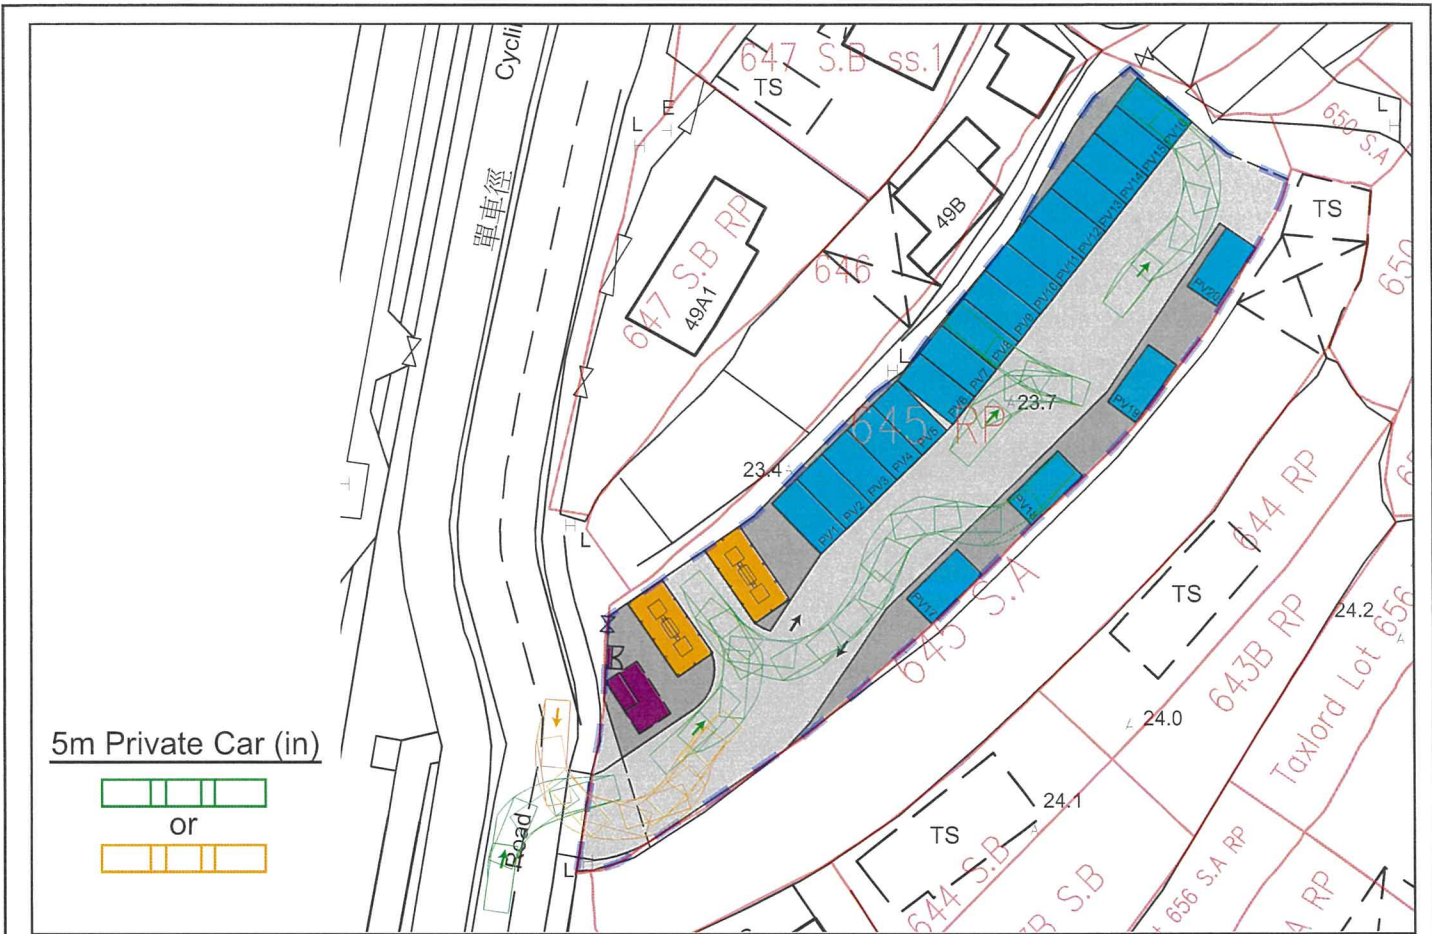 Cycli
單車徑
Road
647 S.B ss.1
TS
E
L
L
650 S.A
TS
650
49B
647 S.B RP
49A1
646
L
PV16
PV15
PV14
PV13
PV12
PV11
PV10
PV9
PV8
PV7
PV6
PV5
PV4
PV3
PV2
PV1
PV20
PV19
PV18
PV17
645 RP
23.7
23.4
L
645 S.A
644 RP
TS
643B RP
24.2
656
24.0
Taxlord Lot
24.1
TS
644 S.B
B S.B
656 S.A RP
A RP
L
5m Private Car (in)
or